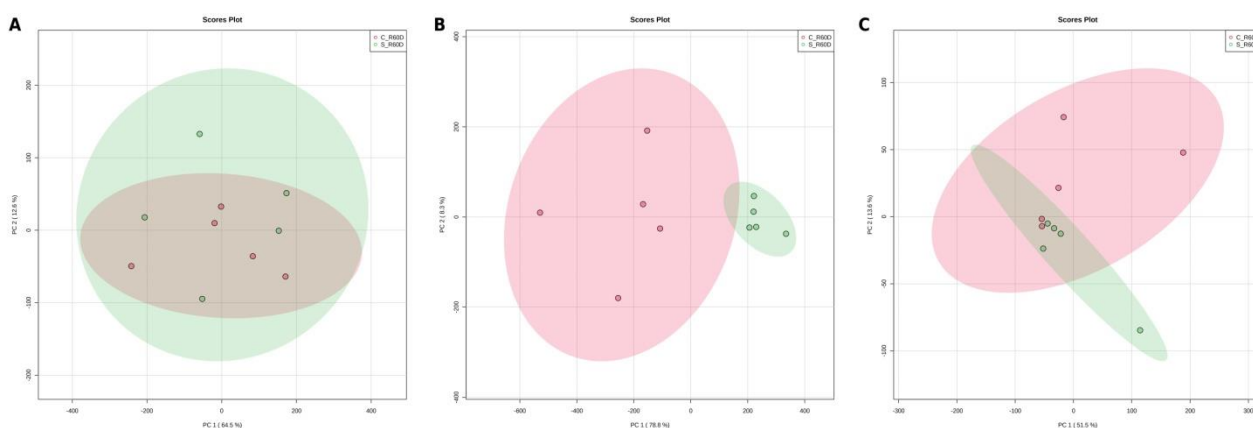 A
Scores Plot
C_R60D
S_R60D
200
100
0
-100
-200
PC 2 ( 12.6 %)
-400
-200
0
200
400
PC 1 ( 64.5 %)
B
Scores Plot
C_R60D
S_R60D
400
200
0
-200
-400
PC 2 ( 8.3 %)
-600
-400
-200
0
200
PC 1 ( 78.8 %)
C
Scores Plot
C_R60
S_R60
100
50
0
-50
-100
PC 2 ( 13.6 %)
-300
-200
-100
0
100
200
300
PC 1 ( 51.5 %)